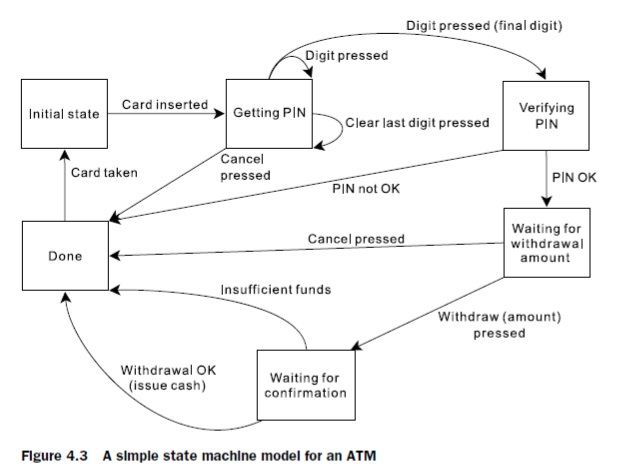 Digit pressed (final digit)
Digit pressed
Initial state
Card inserted
Getting PIN
Clear last digit pressed
Verifying
PIN
Card taken
Cancel
pressed
PIN not OK
PIN OK
Done
Cancel pressed
Waiting for
withdrawal
amount
Insufficient funds
Withdraw (amount)
pressed
Withdrawal OK
(issue cash)
Waiting for
confirmation
Figure 4.3 A simple state machine model for an ATM